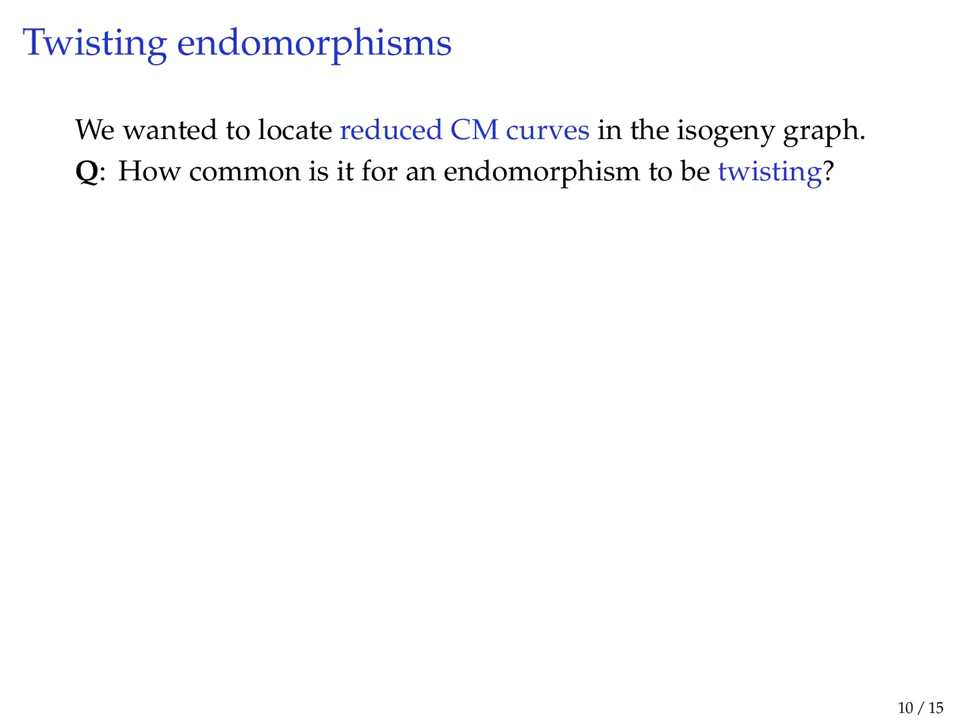 Twisting endomorphisms
We wanted to locate reduced CM curves in the isogeny graph.
Q: How common is it for an endomorphism to be twisting?
10 / 15